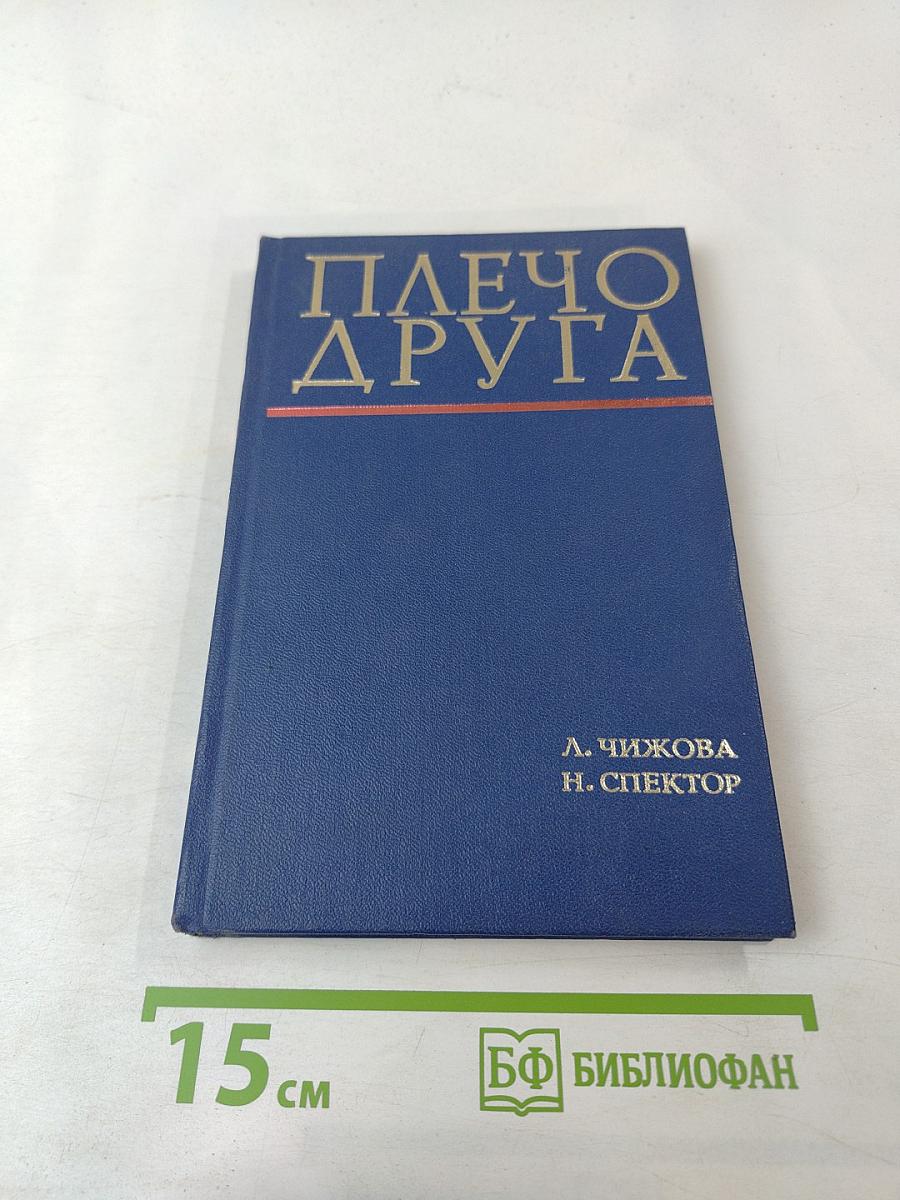 ПЛЕЧО
ДРУГА
Л. ЧИЖОВА
Н. СПЕКТОР
15 см
БФ БИБЛИОФАН